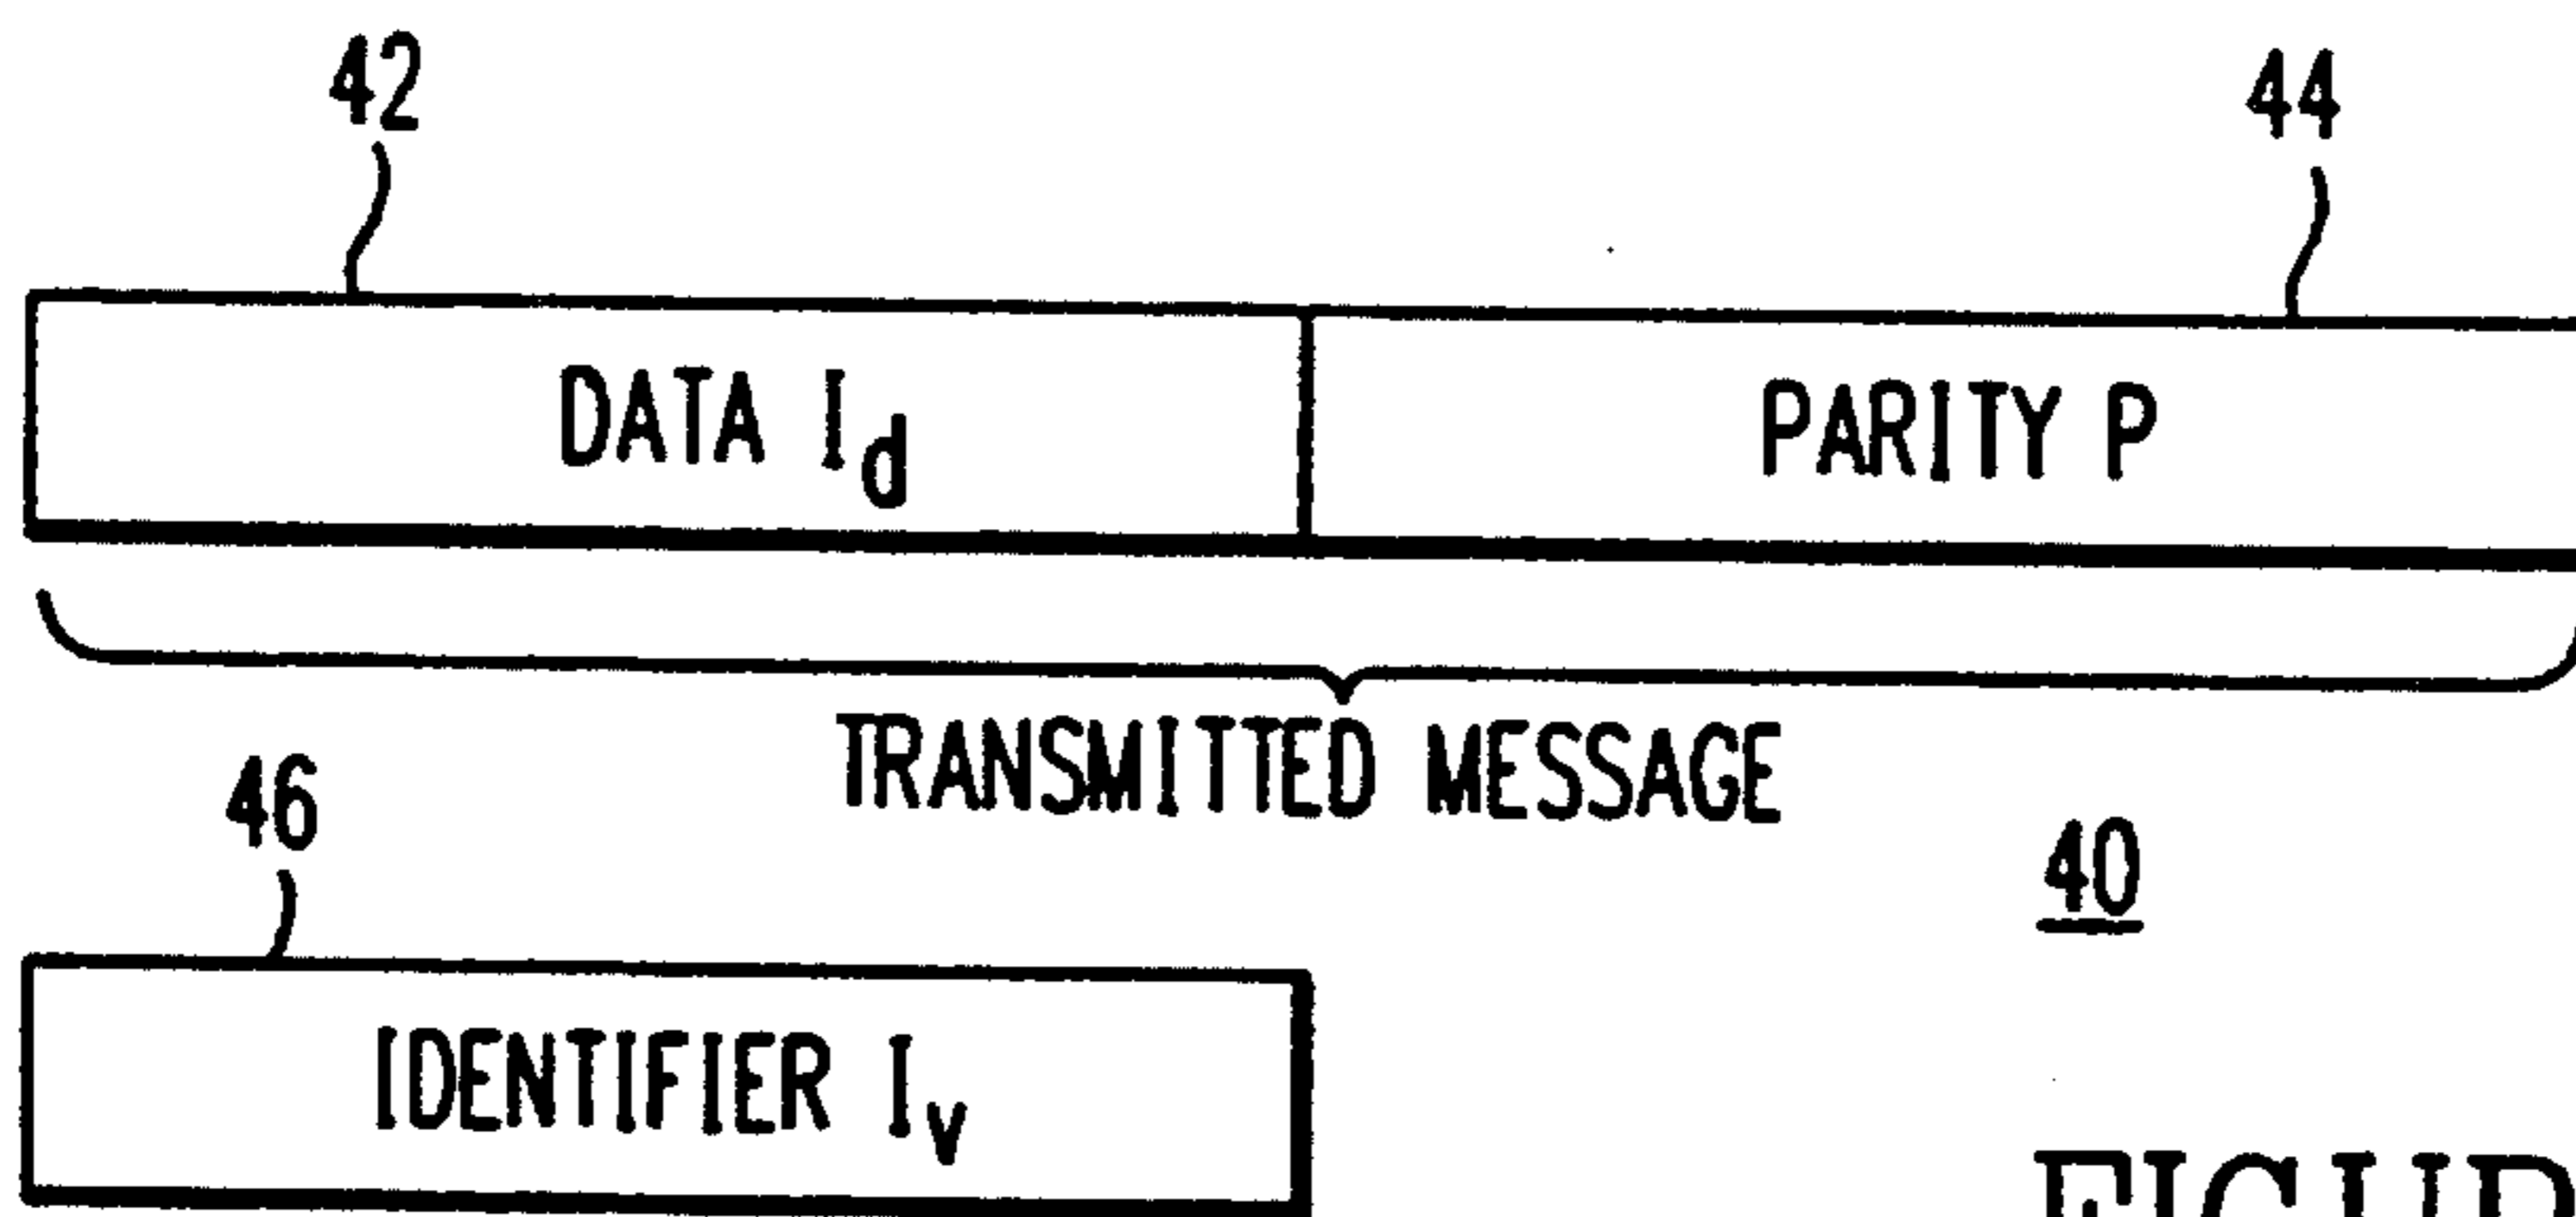 42
44
DATA I_d
PARITY P
TRANSMITTED MESSAGE
46
40
IDENTIFIER I_v